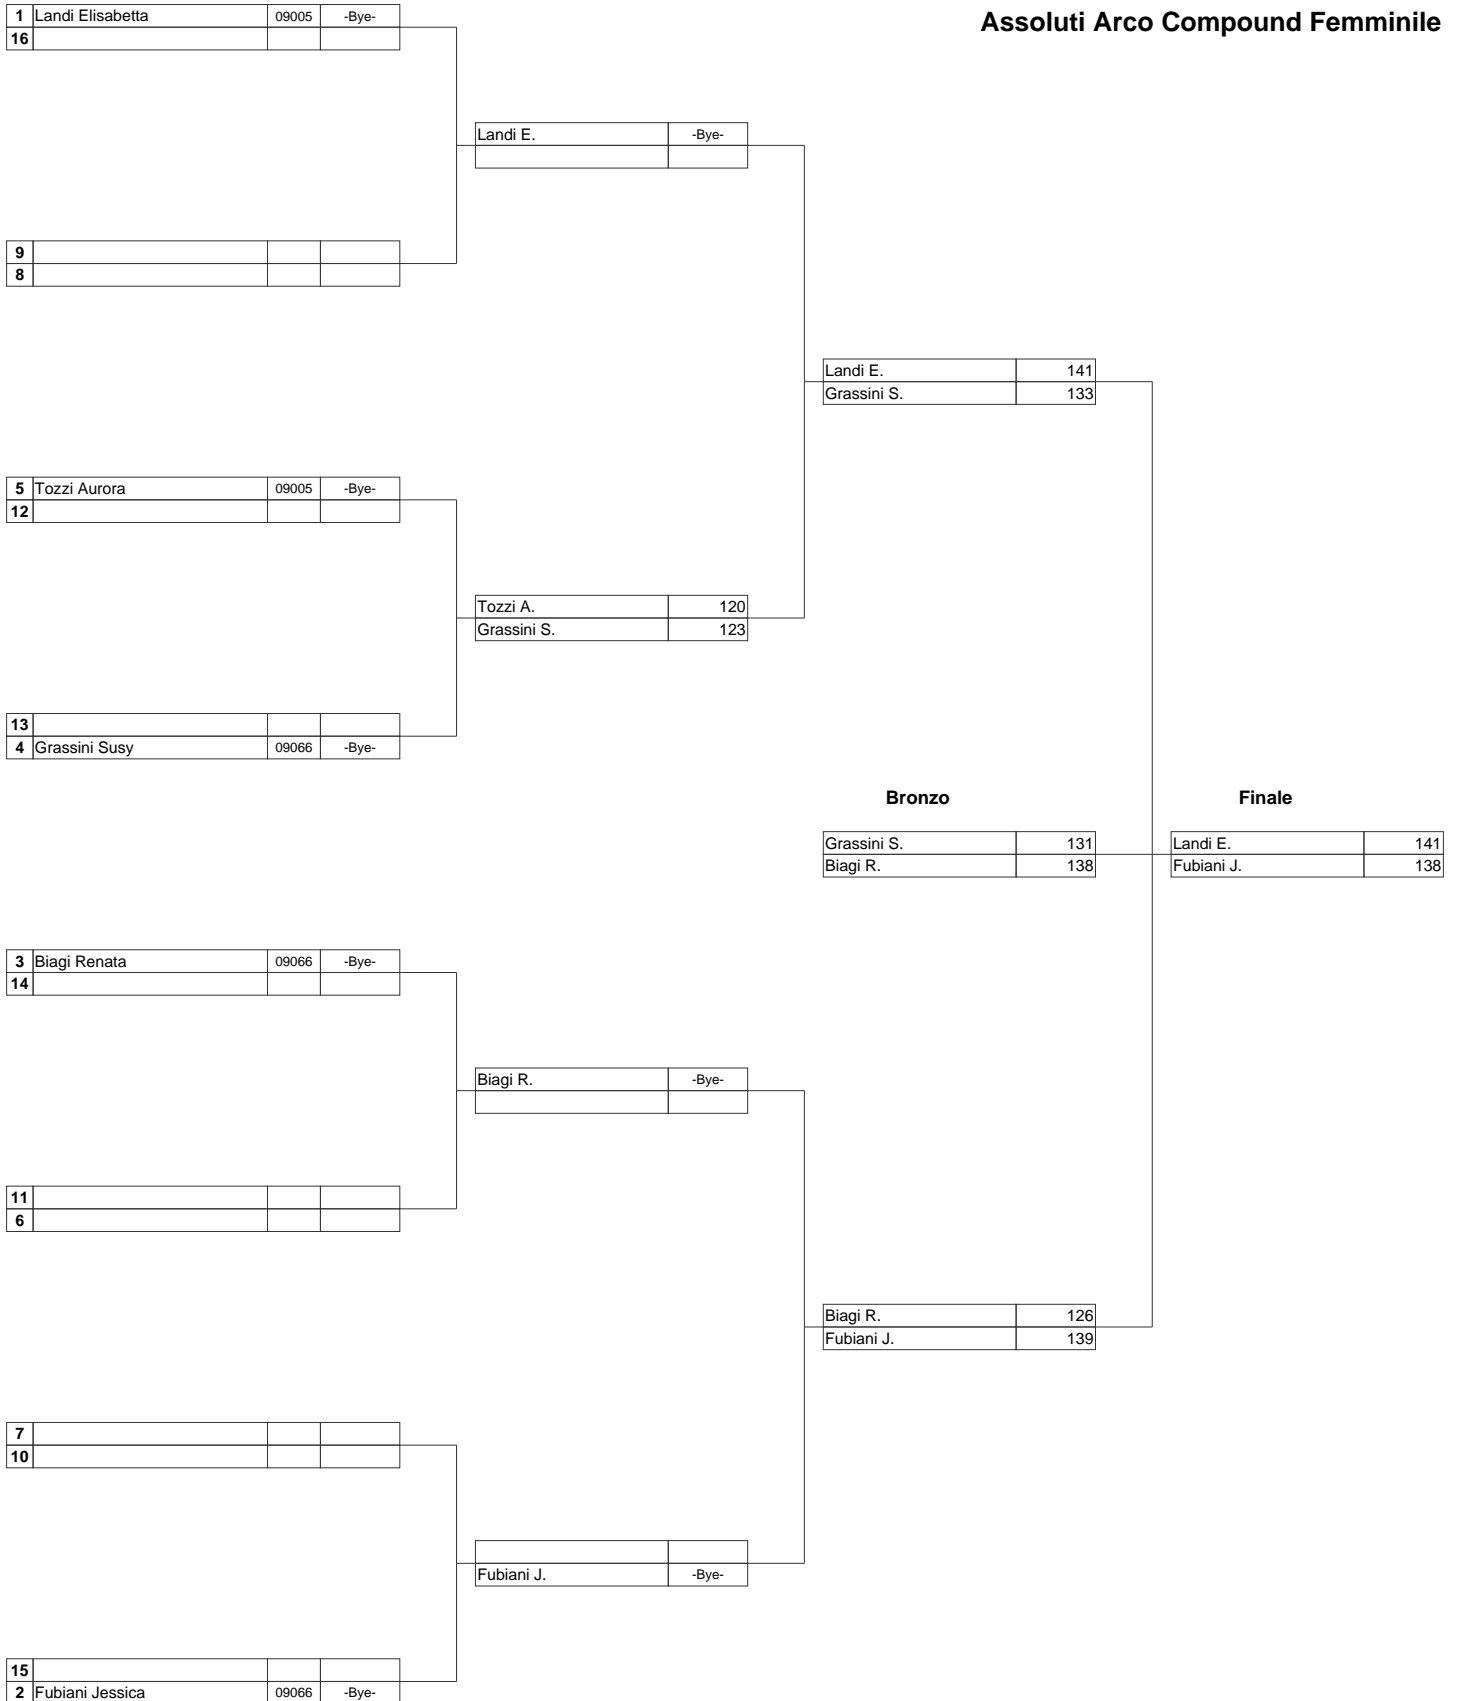 Assoluti Arco Compound Femminile
1 Landi Elisabetta 09005 -Bye-
16
Landi E. -Bye-
9
8
Landi E. 141
Grassini S. 133
5 Tozzi Aurora 09005 -Bye-
12
Tozzi A. 120
Grassini S. 123
13
4 Grassini Susy 09066 -Bye-
Bronzo Finale
Grassini S. 131 Landi E. 141
Biagi R. 138 Fubiani J. 138
3 Biagi Renata 09066 -Bye-
14
Biagi R. -Bye-
11
6
Biagi R. 126
Fubiani J. 139
7
10
Fubiani J. -Bye-
15
2 Fubiani Jessica 09066 -Bye-